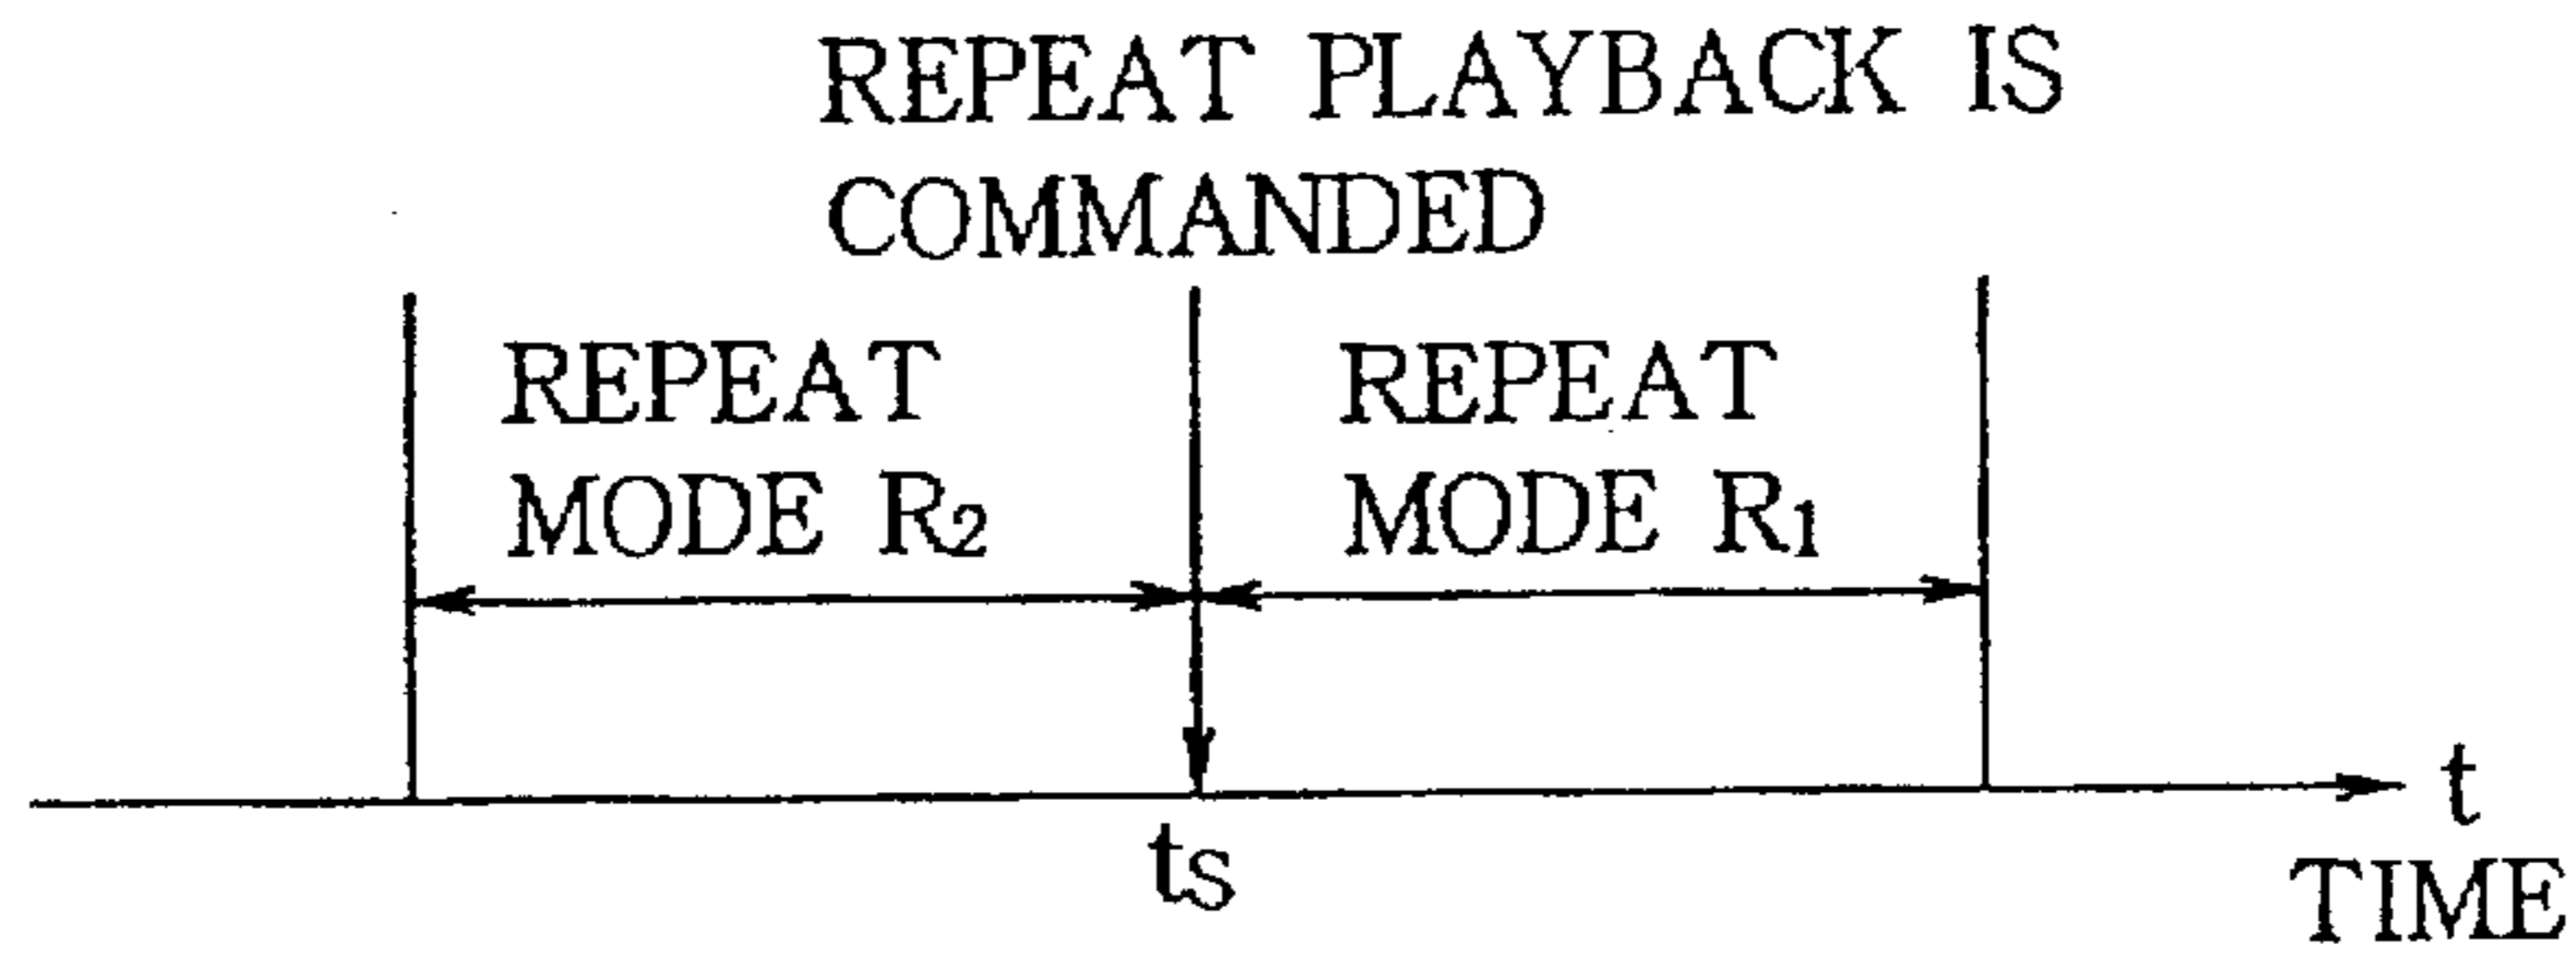 REPEAT PLAYBACK IS
COMMANDED
REPEAT
MODE R₂
REPEAT
MODE R₁
tₛ
t
TIME